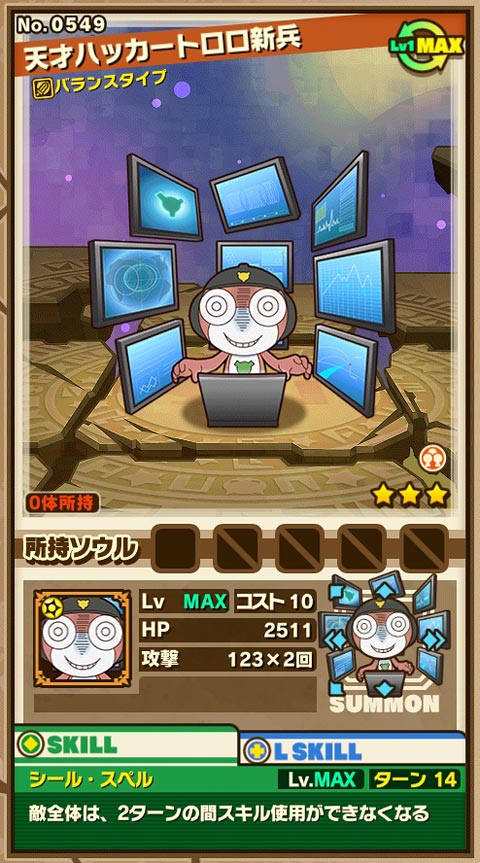 No.0549
天才ハッカートロロ新兵
バランスタイプ
Lv1 MAX
0体所持
所持ソウル
Lv MAX コスト10
HP 2511
攻撃 123×2回
SUMMON
SKILL
L SKILL
シール・スペル Lv.MAX ターン 14
敵全体は、2ターンの間スキル使用ができなくなる